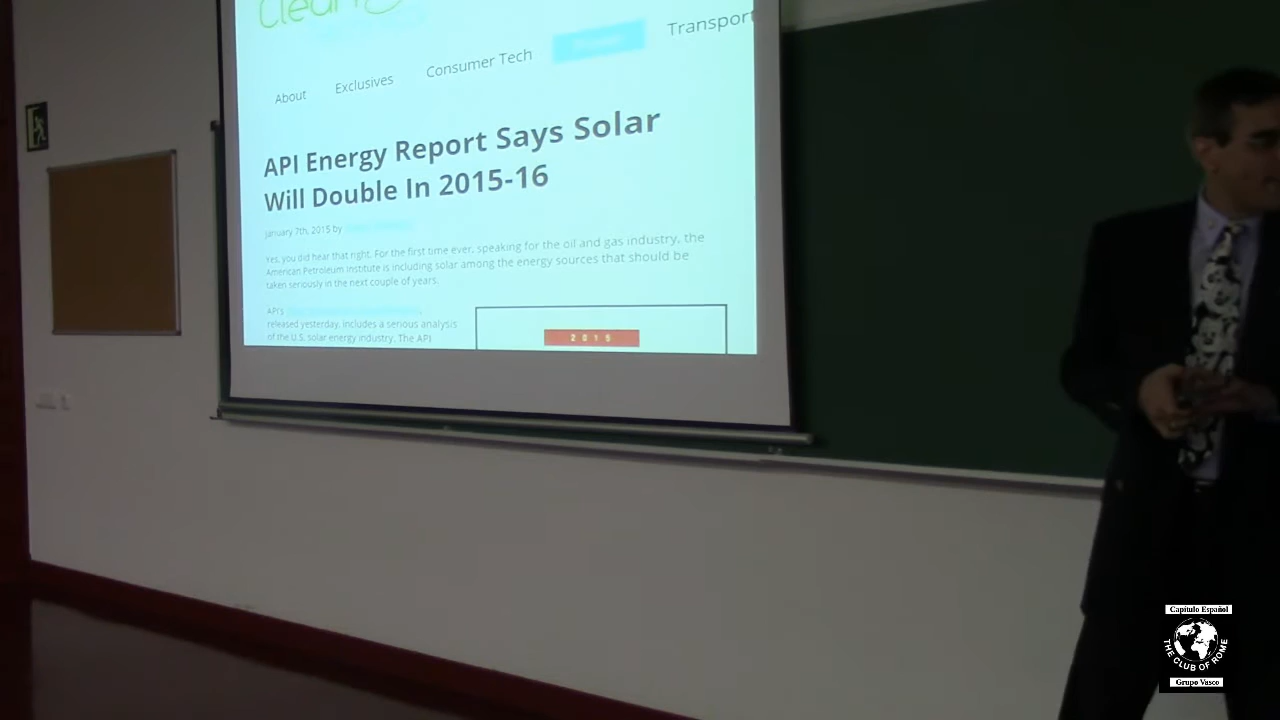 Clean
About
Exclusives
Consumer Tech
Transport
API Energy Report Says Solar
Will Double In 2015-16
January 7th, 2015 by
Yes, you did hear that right. For the first time ever, speaking for the oil and gas industry, the
American Petroleum Institute is including solar among the energy sources that should be
taken seriously in the next couple of years.
API's
released yesterday, includes a serious analysis
of the U.S. solar energy industry. The API
2015
Capítulo Español
THE CLUB OF ROME
Grupo Vasco